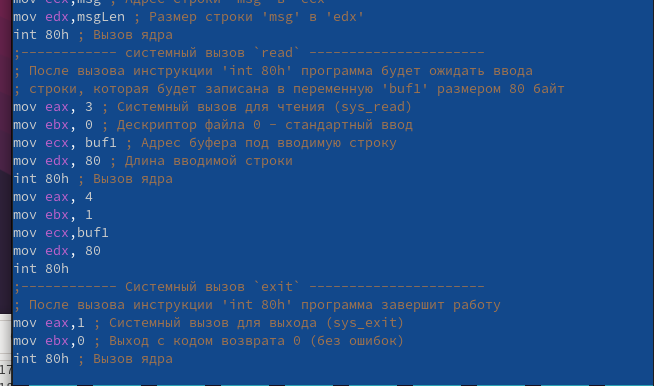 mov ecx,msg ; Адрес строки 'msg' в 'ecx'
mov edx,msgLen ; Размер строки 'msg' в 'edx'
int 80h ; Вызов ядра
;------------ системный вызов `read` -----------------------
; После вызова инструкции 'int 80h' программа будет ожидать ввода
; строки, которая будет записана в переменную 'buf1' размером 80 байт
mov eax, 3 ; Системный вызов для чтения (sys_read)
mov ebx, 0 ; Дескриптор файла 0 - стандартный ввод
mov ecx, buf1 ; Адрес буфера под вводимую строку
mov edx, 80 ; Длина вводимой строки
int 80h ; Вызов ядра
mov eax, 4
mov ebx, 1
mov ecx,buf1
mov edx, 80
int 80h
;------------ Системный вызов `exit` -----------------------
; После вызова инструкции 'int 80h' программа завершит работу
mov eax,1 ; Системный вызов для выхода (sys_exit)
mov ebx,0 ; Выход с кодом возврата 0 (без ошибок)
int 80h ; Вызов ядра